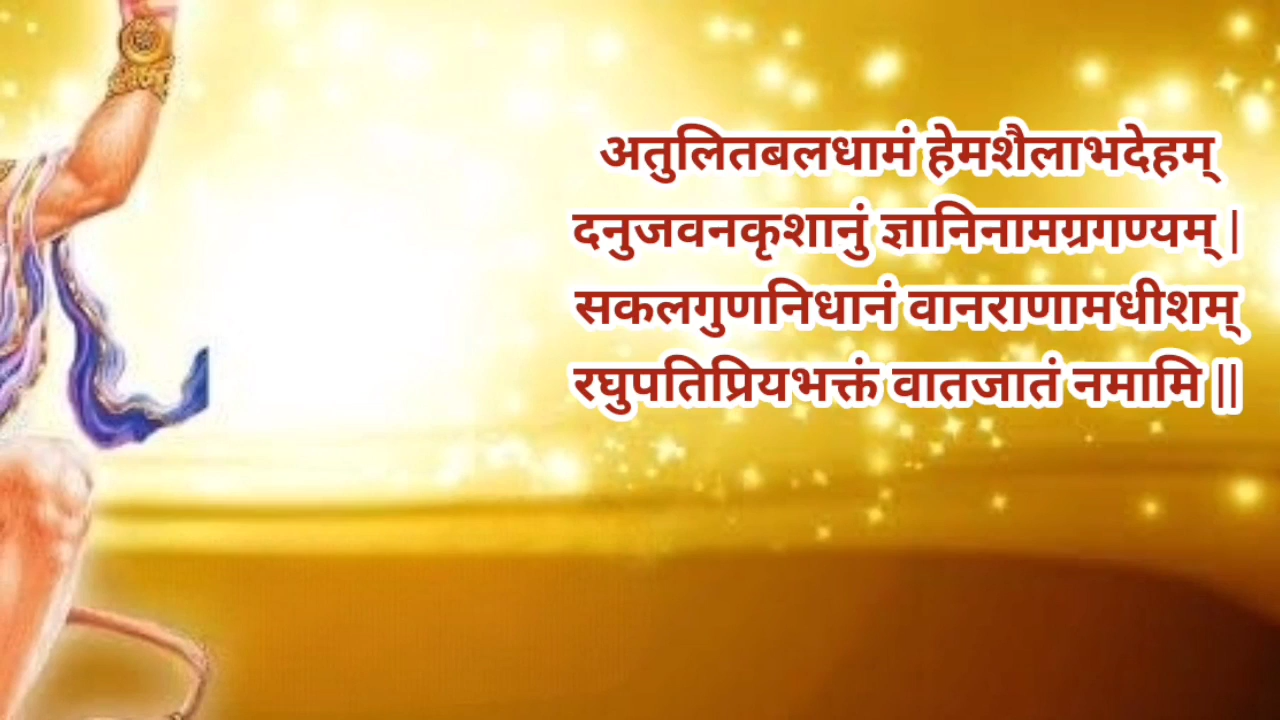 अतुलितबलधामं हेमशैलाभदेहम्
दनुजवनकृशानुं ज्ञानिनामग्रगण्यम् |
सकलगुणनिधानं वानराणामधीशम्
रघुपतिप्रियभक्तं वातजातं नमामि ||